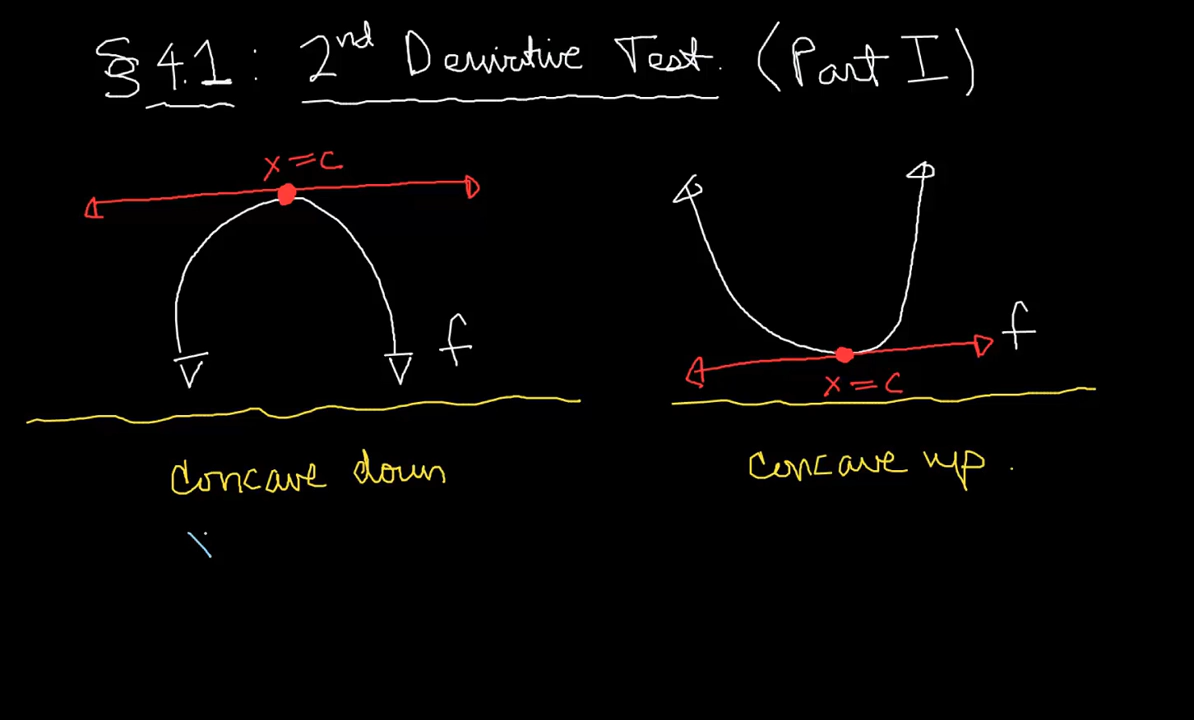 § 4.1 : 2nd Derivative Test. (Part I)
x = c
f
f
x = c
concave down
concave up.